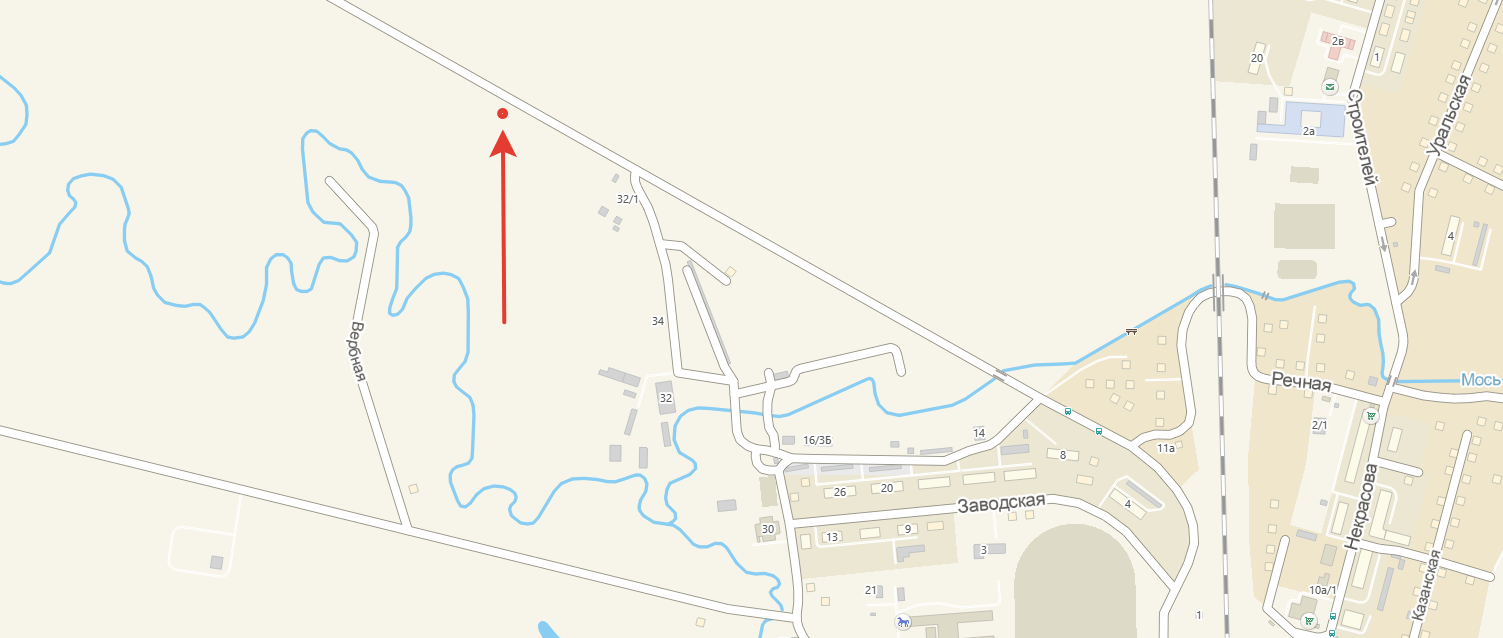 2в
20
1
Строителей
Уральская
2а
32/1
4
34
Вербная
Речная
Мось
32
2/1
14
16/3Б
11а
8
26
20
Некрасова
Заводская
4
30
9
13
3
Казанская
21
10а/1
1